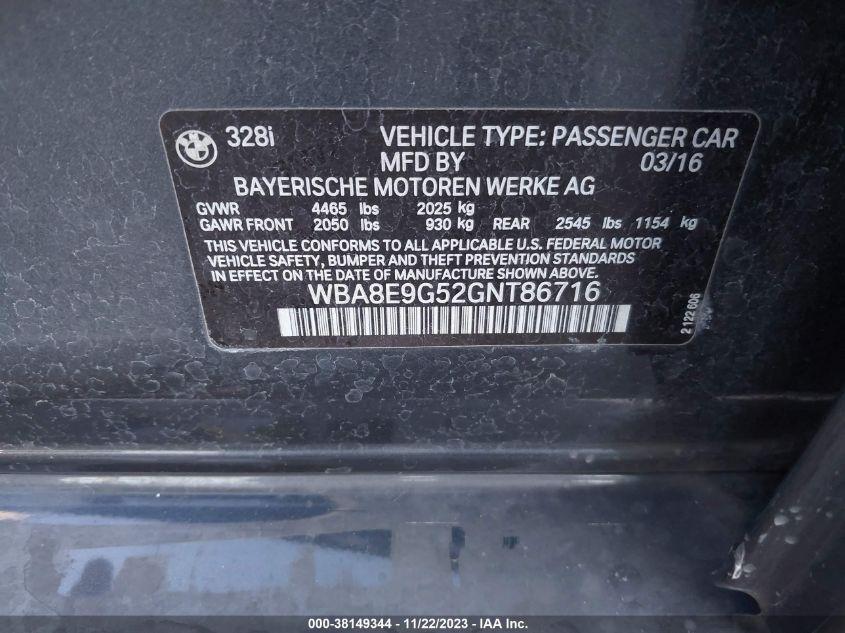 BMW
328i VEHICLE TYPE: PASSENGER CAR
MFD BY 03/16
BAYERISCHE MOTOREN WERKE AG
GVWR 4465 lbs 2025 kg
GAWR FRONT 2050 lbs 930 kg REAR 2545 lbs 1154 kg
THIS VEHICLE CONFORMS TO ALL APPLICABLE U.S. FEDERAL MOTOR
VEHICLE SAFETY, BUMPER AND THEFT PREVENTION STANDARDS
IN EFFECT ON THE DATE OF MANUFACTURE SHOWN ABOVE.
WBA8E9G52GNT86716
2 122 606
000-38149344 - 11/22/2023 - IAA Inc.